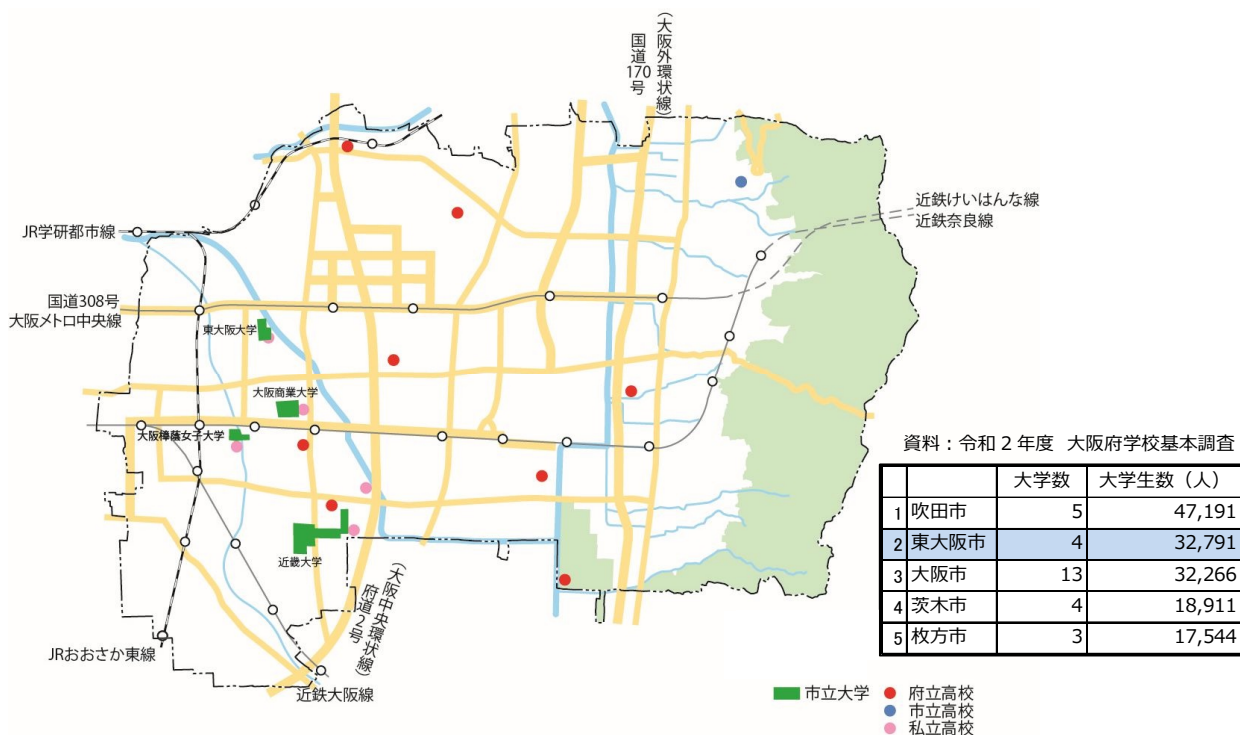 （大阪外環状線）
国道170号
近鉄けいはんな線
近鉄奈良線
JR学研都市線
国道308号
大阪メトロ中央線
東大阪大学
大阪商業大学
大阪樟蔭女子大学
近畿大学
（大阪中央環状線）
府道2号
JRおおさか東線
近鉄大阪線
資料：令和２年度 大阪府学校基本調査
大学数 大学生数（人）
1 吹田市 5 47,191
2 東大阪市 4 32,791
3 大阪市 13 32,266
4 茨木市 4 18,911
5 枚方市 3 17,544
市立大学
府立高校
市立高校
私立高校